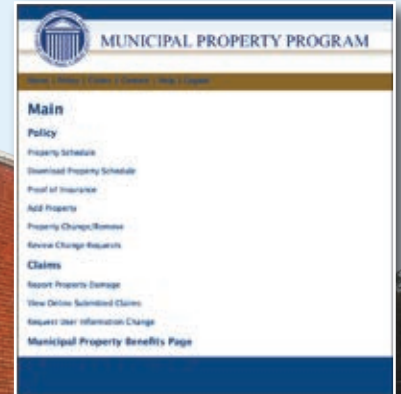 MUNICIPAL PROPERTY PROGRAM
Home | Policy | Claims | Contact | Help | Logout
Main
Policy
Property Schedule
Download Property Schedule
Proof of Insurance
Add Property
Property Change/Remove
Review Change Requests
Claims
Report Property Damage
View Online Submitted Claims
Request User Information Change
Municipal Property Benefits Page